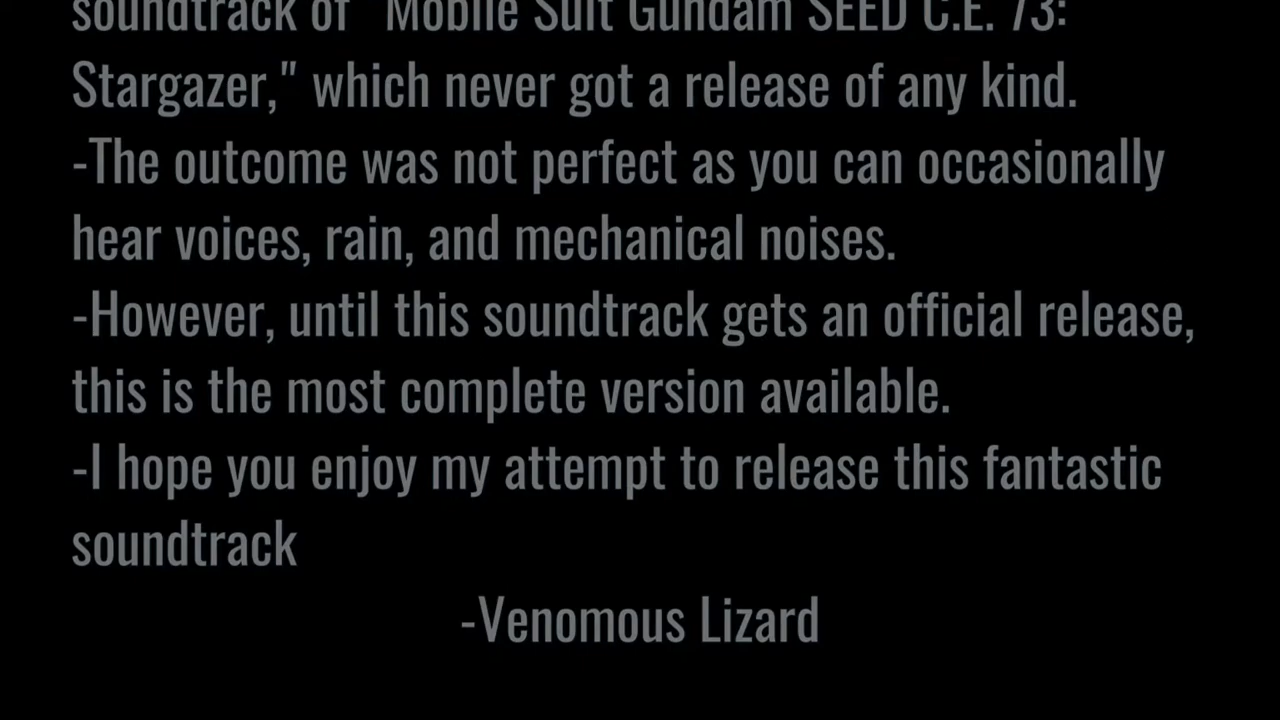 soundtrack of "Mobile Suit Gundam SEED C.E. 73:
Stargazer," which never got a release of any kind.
-The outcome was not perfect as you can occasionally
hear voices, rain, and mechanical noises.
-However, until this soundtrack gets an official release,
this is the most complete version available.
-I hope you enjoy my attempt to release this fantastic
soundtrack
-Venomous Lizard